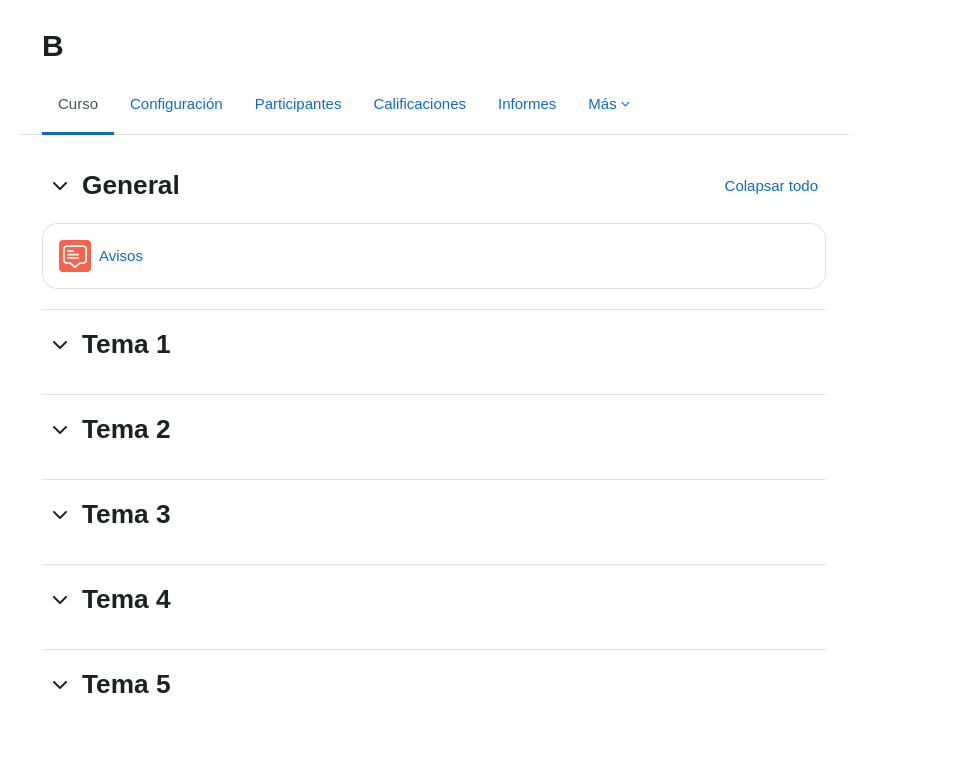 B
Curso Configuración Participantes Calificaciones Informes Más
General Colapsar todo
Avisos
Tema 1
Tema 2
Tema 3
Tema 4
Tema 5